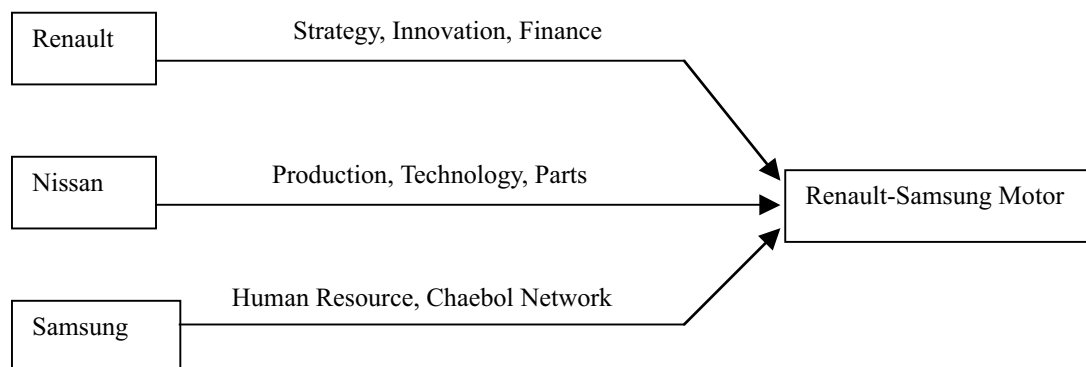 Renault
Strategy, Innovation, Finance
Nissan
Production, Technology, Parts
Renault-Samsung Motor
Samsung
Human Resource, Chaebol Network